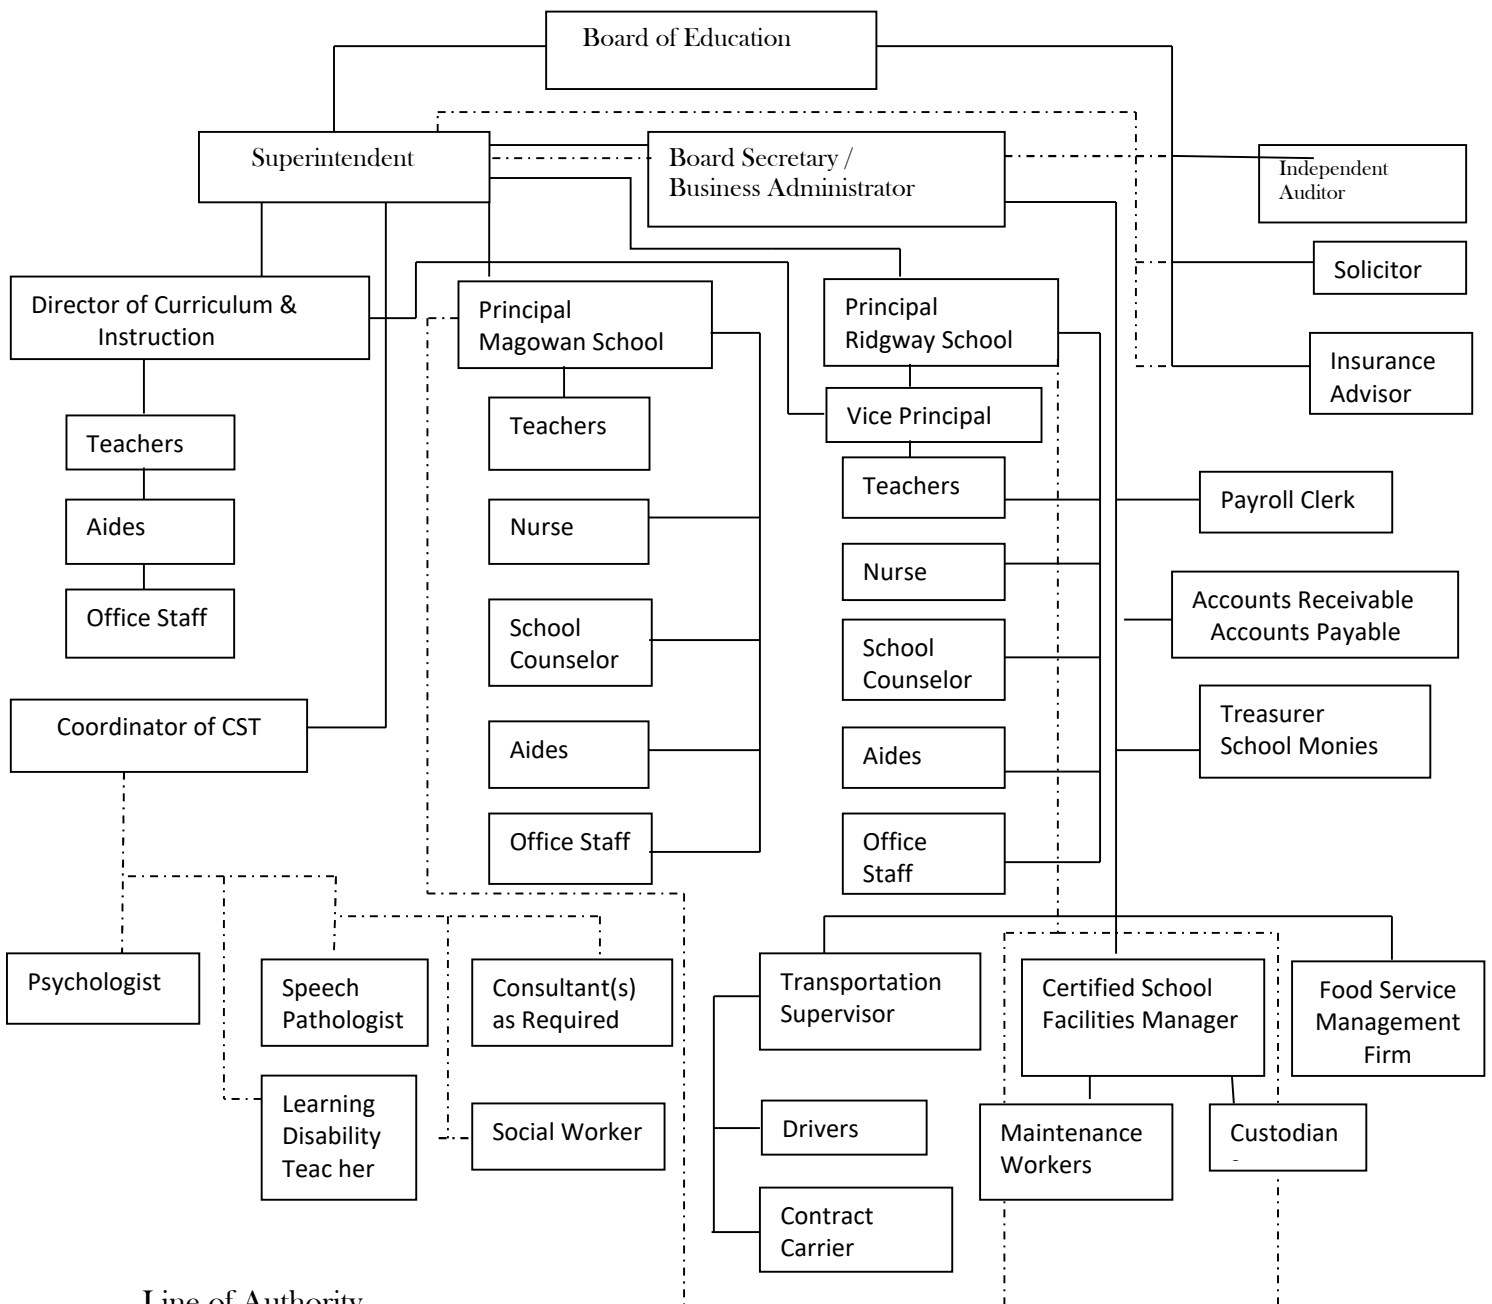 Board of Education
Superintendent
Board Secretary /
Business Administrator
Independent
Auditor
Solicitor
Director of Curriculum &
Instruction
Principal
Magowan School
Principal
Ridgway School
Insurance
Advisor
Vice Principal
Teachers
Teachers
Teachers
Payroll Clerk
Aides
Nurse
Nurse
Accounts Receivable
Accounts Payable
Office Staff
School
Counselor
School
Counselor
Coordinator of CST
Treasurer
School Monies
Aides
Aides
Office Staff
Office
Staff
Psychologist
Speech
Pathologist
Consultant(s)
as Required
Transportation
Supervisor
Certified School
Facilities Manager
Food Service
Management
Firm
Learning
Disability
Teac her
Social Worker
Drivers
Maintenance
Workers
Custodian
Contract
Carrier
Line of Authority